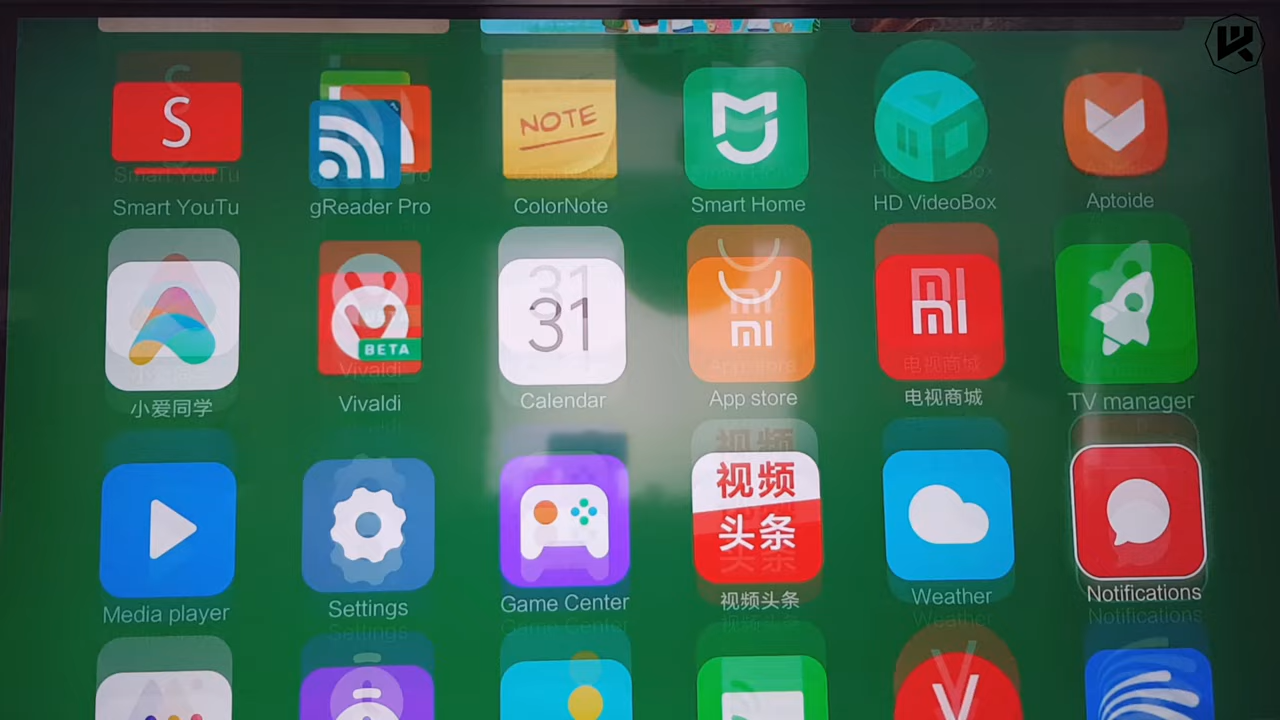 S
NOTE
Smart YouTu
gReader Pro
ColorNote
Smart Home
HD VideoBox
Aptoide
BETA
31
mi
mi
小爱同学
Vivaldi
Calendar
App store
电视商城
TV manager
视频
头条
Media player
Settings
Game Center
视频头条
Weather
Notifications